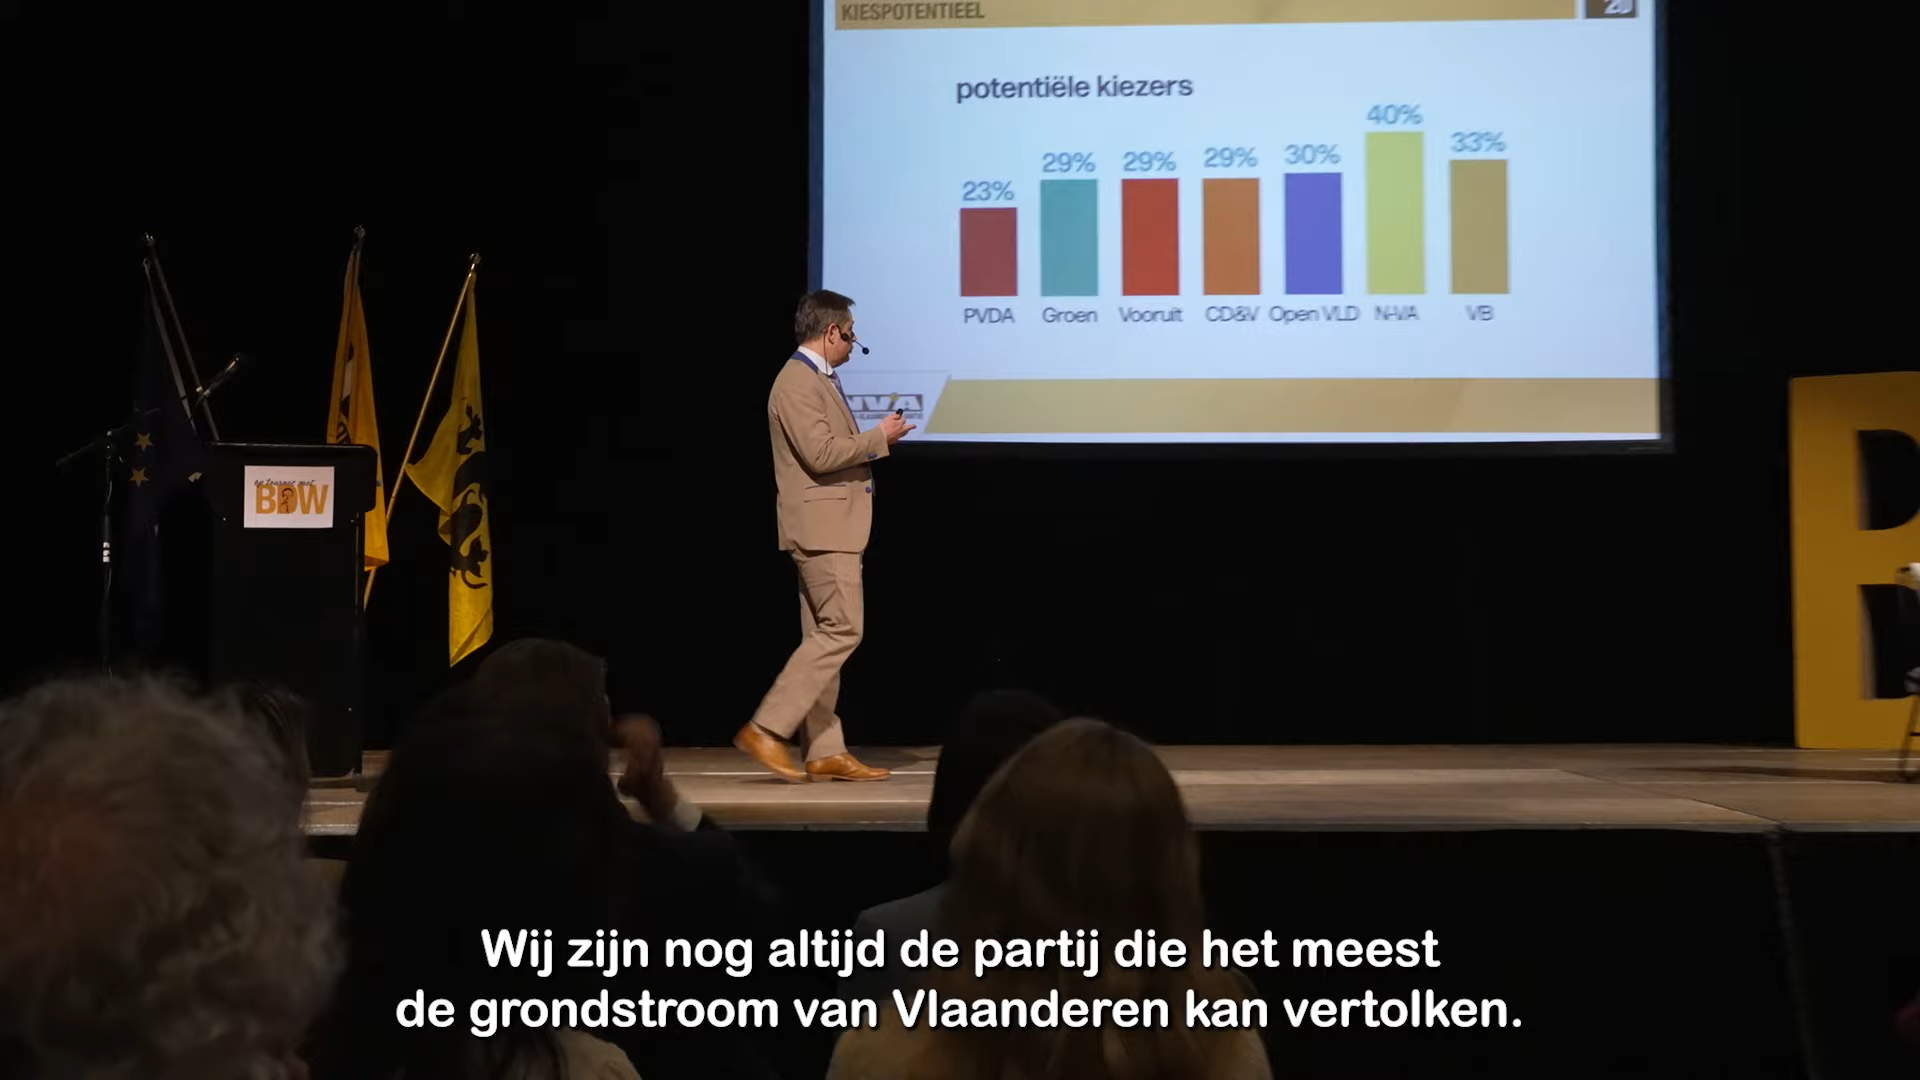 KIESPOTENTIEEL
20
potentiële kiezers
23% 29% 29% 29% 30% 40% 33%
PVDA Groen Vooruit CD&V Open VLD N-VA VB
BDW
B
Wij zijn nog altijd de partij die het meest
de grondstroom van Vlaanderen kan vertolken.